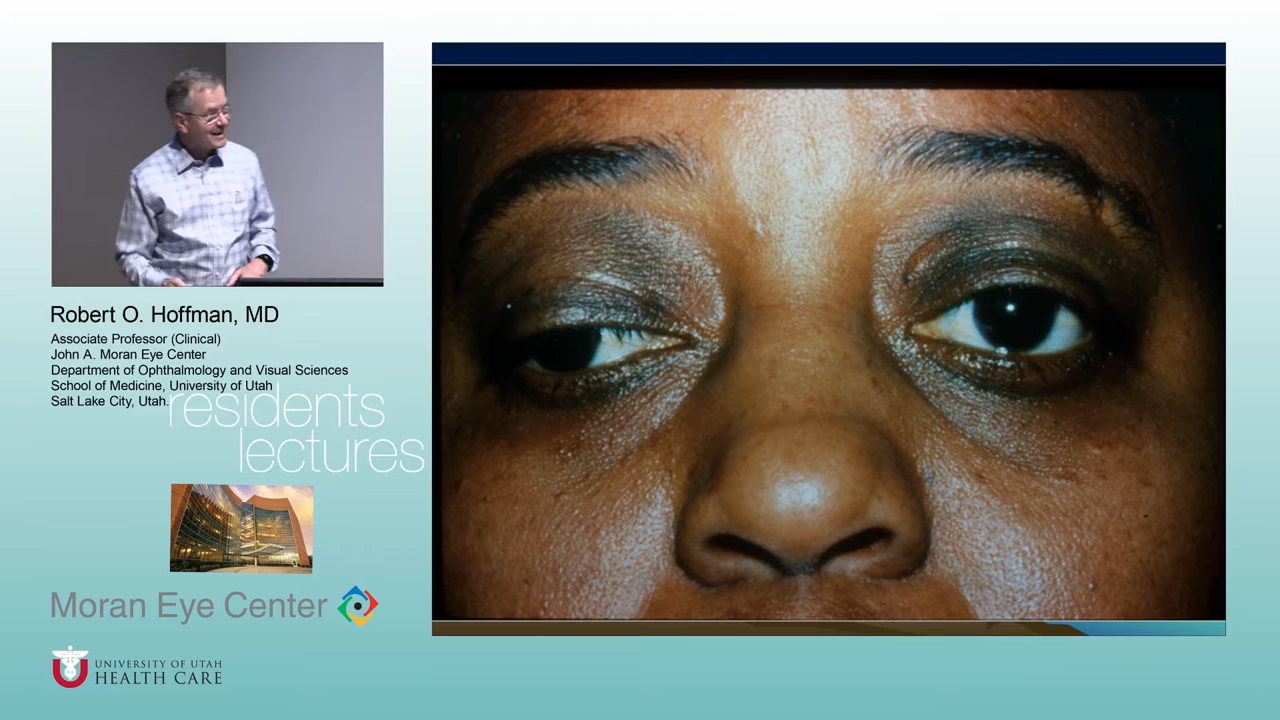 Robert O. Hoffman, MD
Associate Professor (Clinical)
John A. Moran Eye Center
Department of Ophthalmology and Visual Sciences
School of Medicine, University of Utah
Salt Lake City, Utah.
residents
lectures
Moran Eye Center
UNIVERSITY OF UTAH
HEALTH CARE